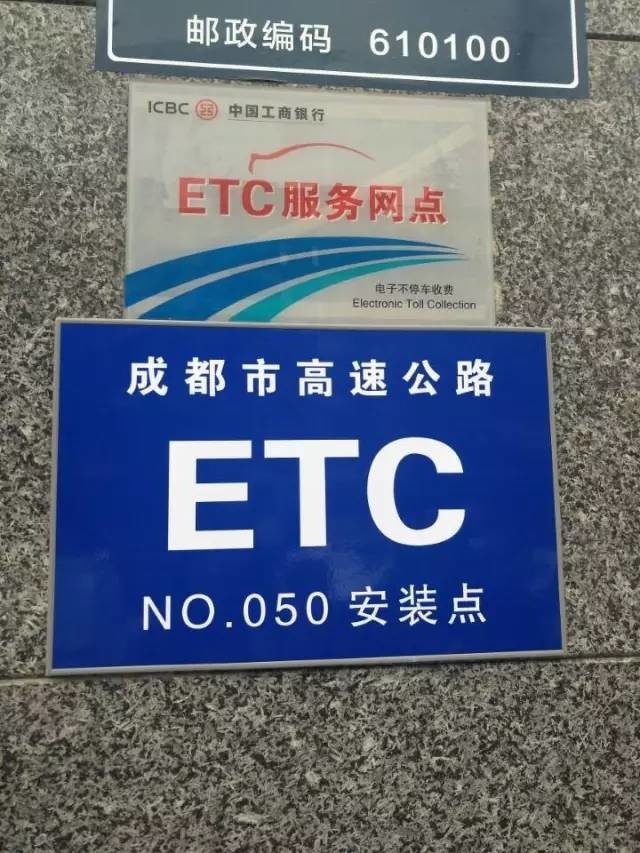 邮政编码 610100
ICBC 中国工商银行
ETC服务网点
电子不停车收费
Electronic Toll Collection
成都市高速公路
ETC
NO.050 安装点